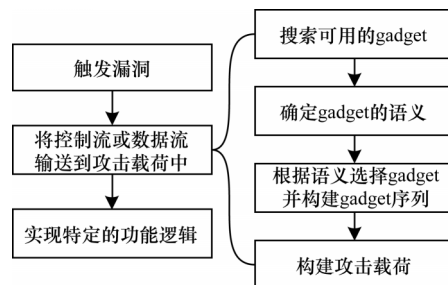 触发漏洞
将控制流或数据流
输送到攻击载荷中
实现特定的功能逻辑
搜索可用的gadget
确定gadget的语义
根据语义选择gadget
并构建gadget序列
构建攻击载荷